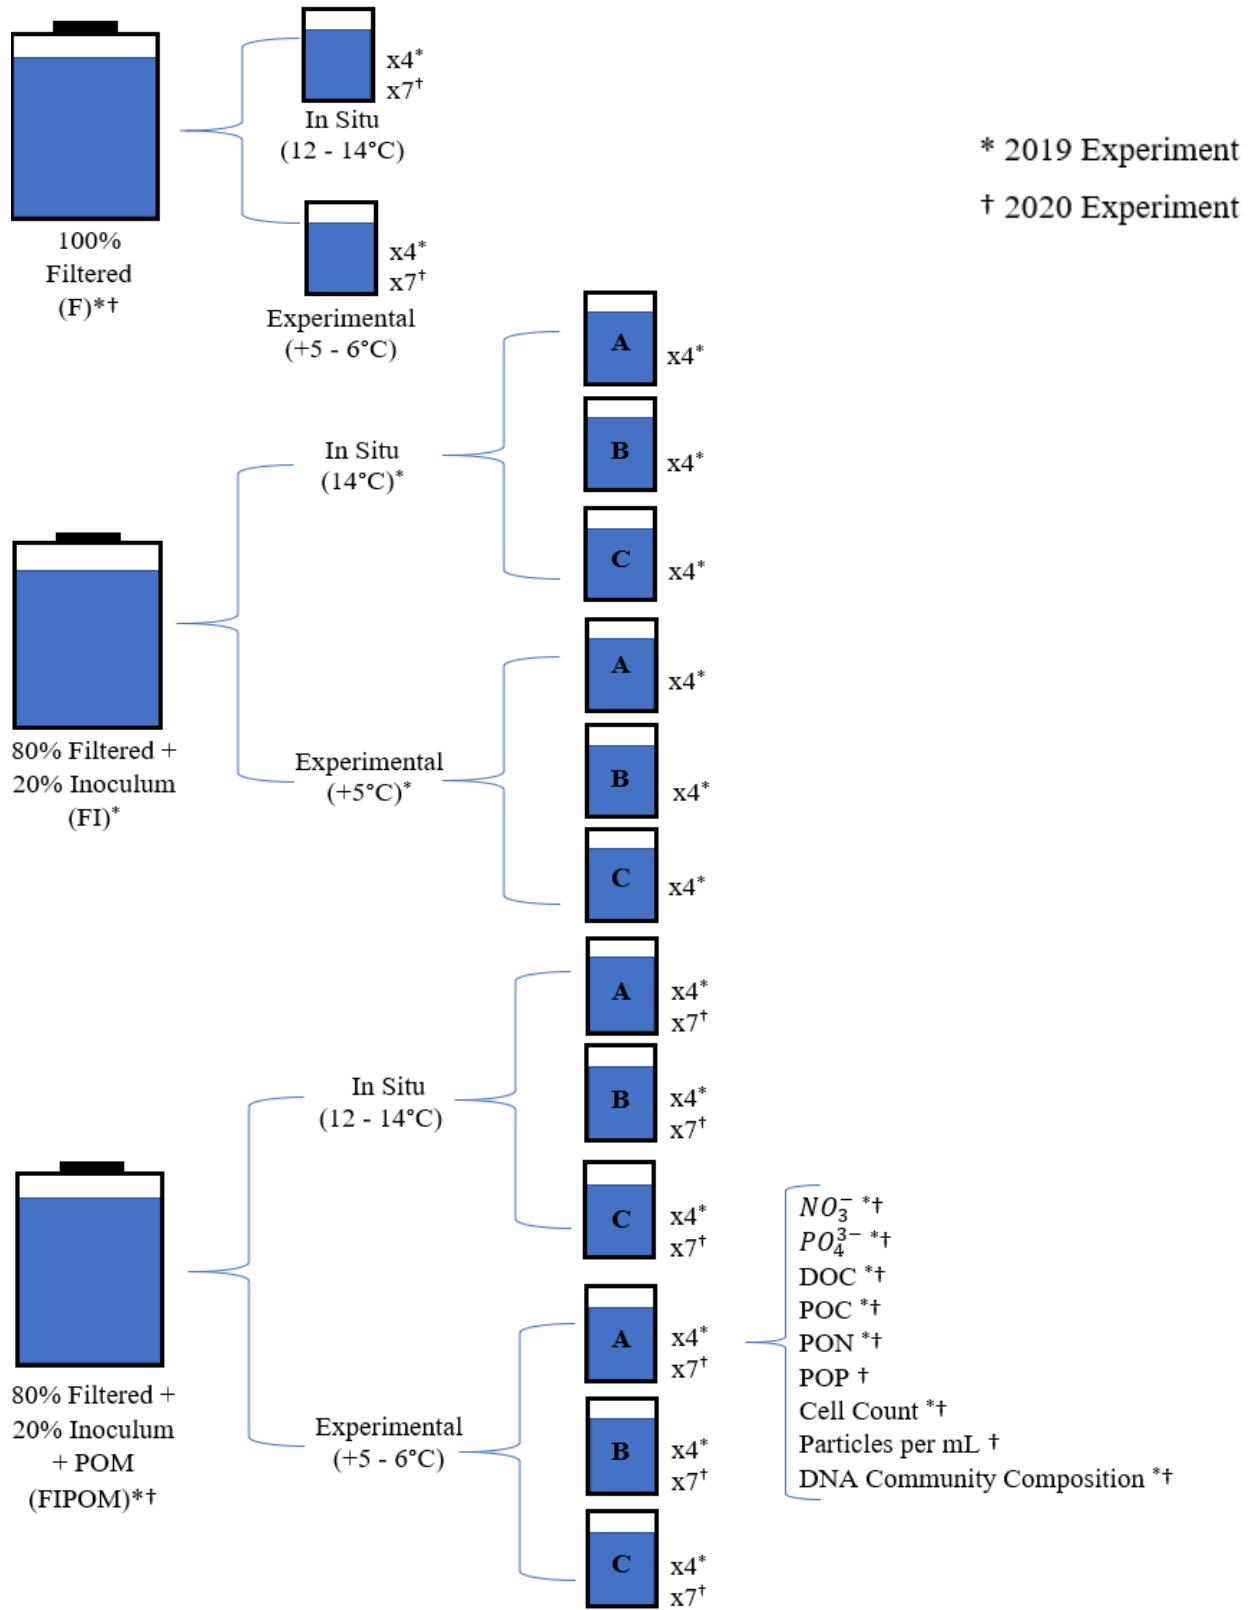 x4*
x7†
In Situ
(12 - 14°C)
* 2019 Experiment
† 2020 Experiment
100%
Filtered
(F)*†
x4*
x7†
Experimental
(+5 - 6°C)
A
x4*
In Situ
(14°C)*
B
x4*
C
x4*
80% Filtered +
20% Inoculum
(FI)*
A
x4*
Experimental
(+5°C)*
B
x4*
C
x4*
A
x4*
x7†
In Situ
(12 - 14°C)
B
x4*
x7†
C
x4*
x7†
80% Filtered +
20% Inoculum
+ POM
(FIPOM)*†
A
x4*
x7†
Experimental
(+5 - 6°C)
B
x4*
x7†
C
x4*
x7†
NO₃⁻ *†
PO₄³⁻ *†
DOC *†
POC *†
PON *†
POP †
Cell Count *†
Particles per mL †
DNA Community Composition *†